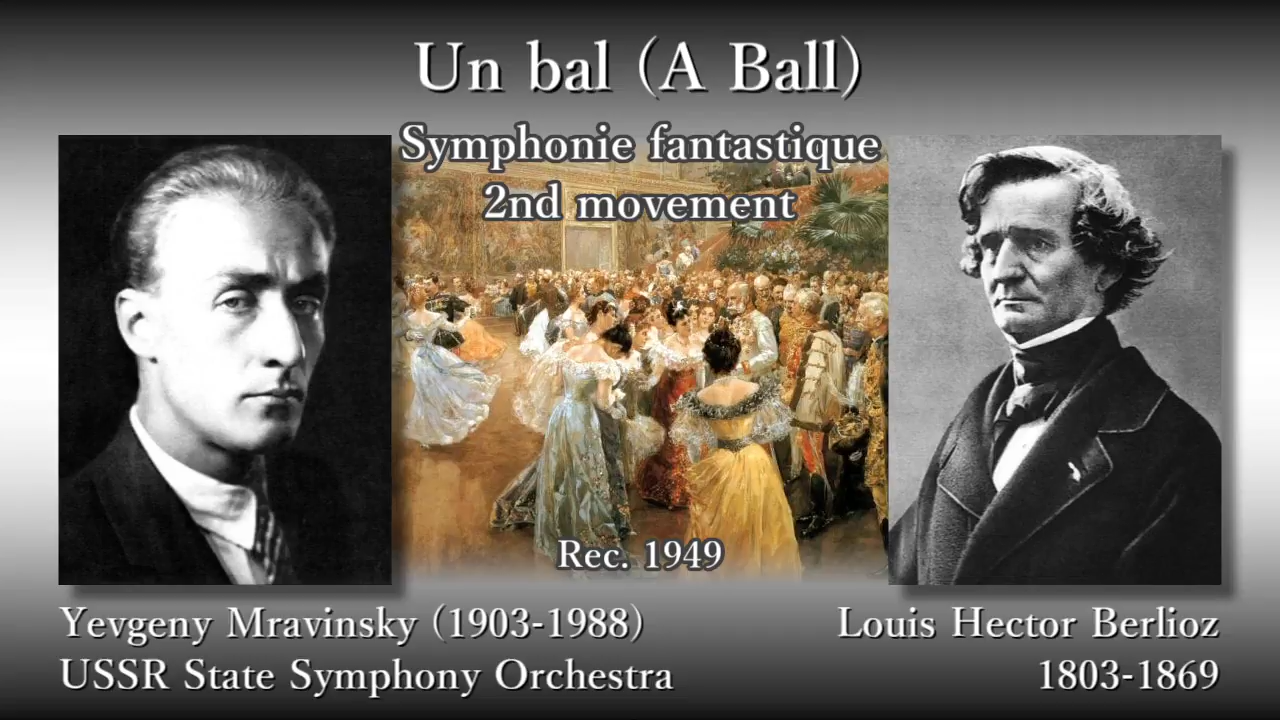 Un bal (A Ball)
Symphonie fantastique
2nd movement
Rec. 1949
Yevgeny Mravinsky (1903-1988)
USSR State Symphony Orchestra
Louis Hector Berlioz
1803-1869